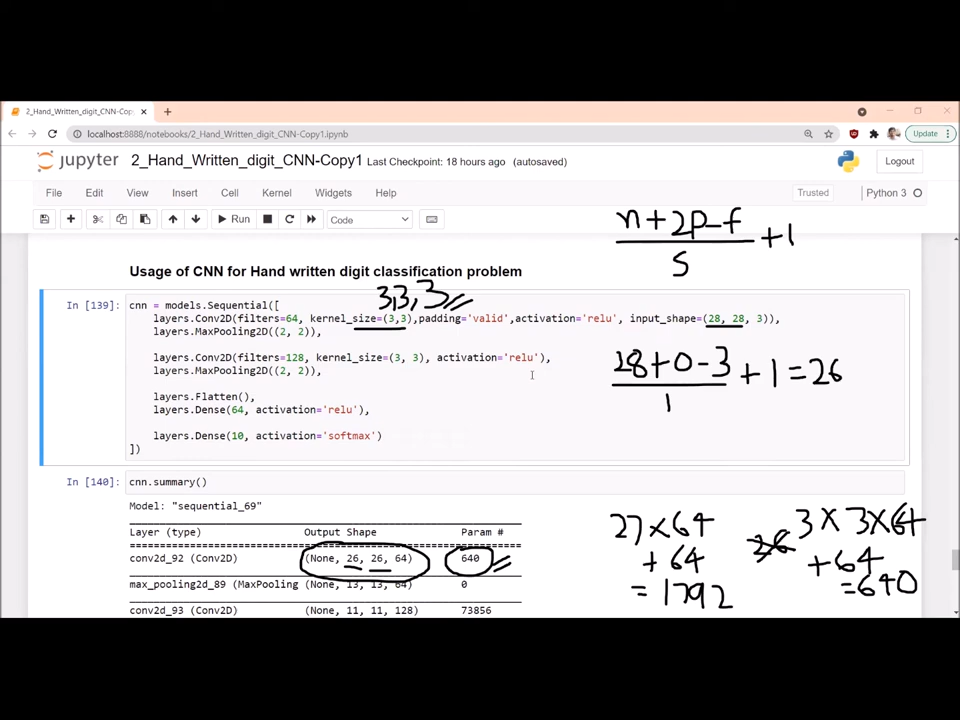 2_Hand_Written_digit_CNN-Cop
localhost:8888/notebooks/2_Hand_Written_digit_CNN-Copy1.ipynb
Update
jupyter 2_Hand_Written_digit_CNN-Copy1 Last Checkpoint: 18 hours ago (autosaved)
Logout
File Edit View Insert Cell Kernel Widgets Help
Trusted Python 3
Run Code
n+2p-f
+1
s
Usage of CNN for Hand written digit classification problem
3,3,3
In [139]: cnn = models.Sequential([
layers.Conv2D(filters=64, kernel_size=(3,3),padding='valid',activation='relu', input_shape=(28, 28, 3)),
layers.MaxPooling2D((2, 2)),
layers.Conv2D(filters=128, kernel_size=(3, 3), activation='relu'),
layers.MaxPooling2D((2, 2)),
layers.Flatten(),
layers.Dense(64, activation='relu'),
layers.Dense(10, activation='softmax')
])
28+0-3
+1=26
1
In [140]: cnn.summary()
Model: "sequential_69"
Layer (type) Output Shape Param #
conv2d_92 (Conv2D) (None, 26, 26, 64) 640
max_pooling2d_89 (MaxPooling (None, 13, 13, 64) 0
conv2d_93 (Conv2D) (None, 11, 11, 128) 73856
27×64
+64
=1792
3×3×64
+64
=640